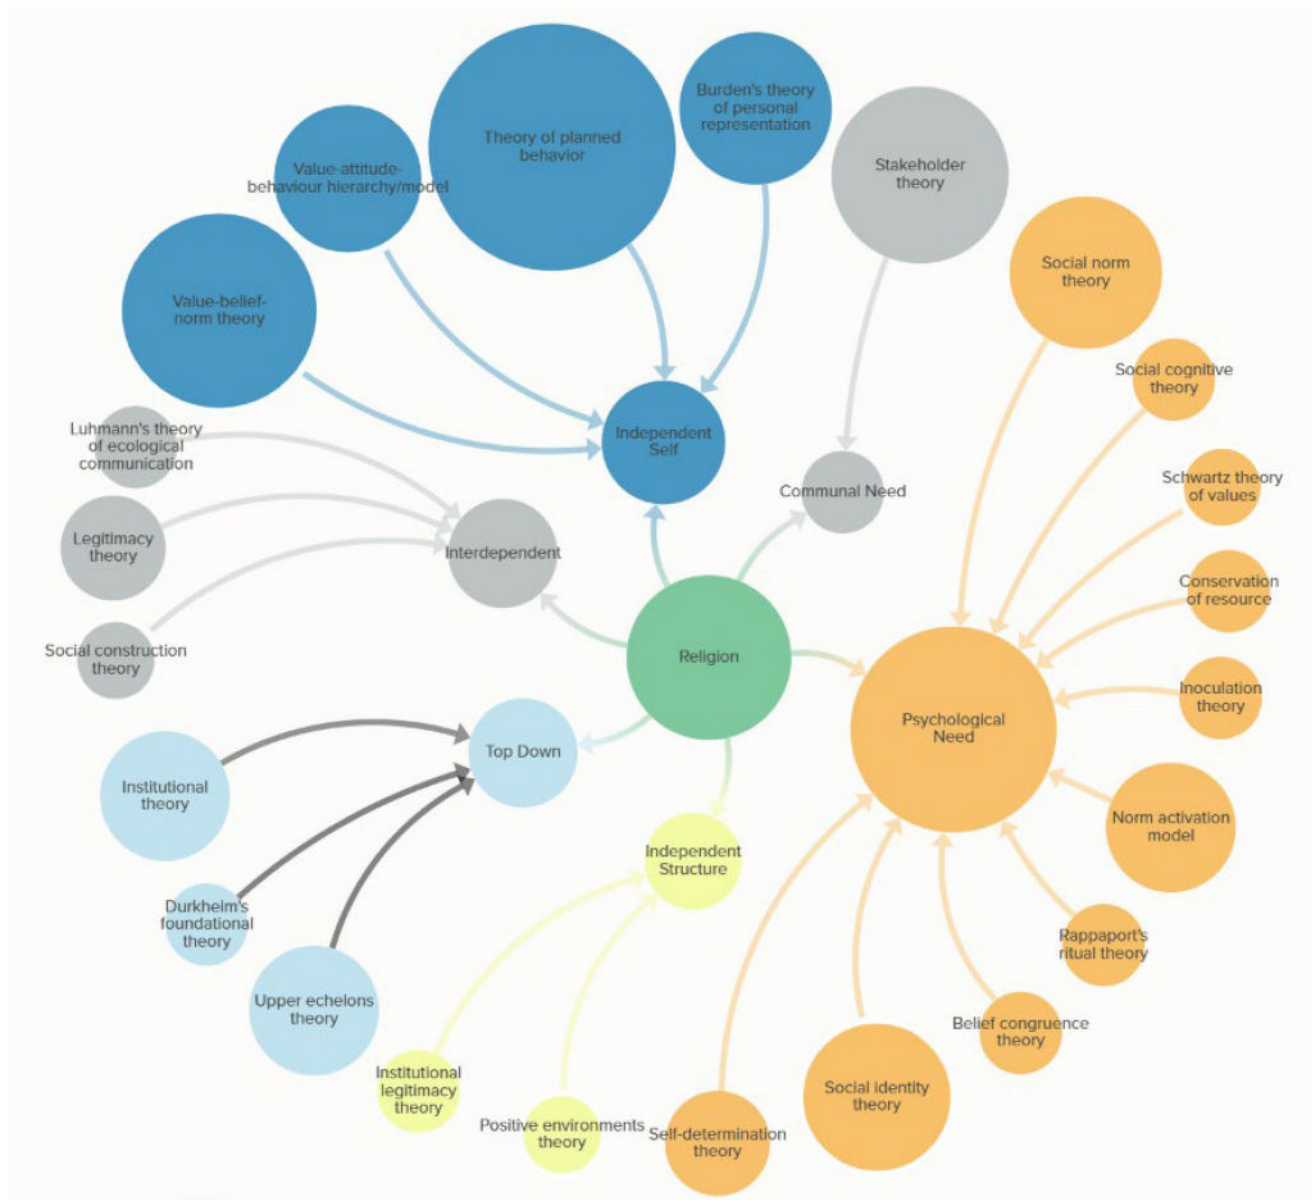 Burden's theory
of personal
representation
Theory of planned
behavior
Value-attitude-
behaviour hierarchy/model
Stakeholder
theory
Social norm
theory
Value-belief-
norm theory
Social cognitive
theory
Luhmann's theory
of ecological
communication
Independent
Self
Schwartz theory
of values
Communal Need
Legitimacy
theory
Interdependent
Conservation
of resource
Social construction
theory
Religion
Inoculation
theory
Psychological
Need
Top Down
Institutional
theory
Norm activation
model
Independent
Structure
Durkheim's
foundational
theory
Rappaport's
ritual theory
Upper echelons
theory
Belief congruence
theory
Institutional
legitimacy
theory
Social identity
theory
Positive environments
theory
Self-determination
theory